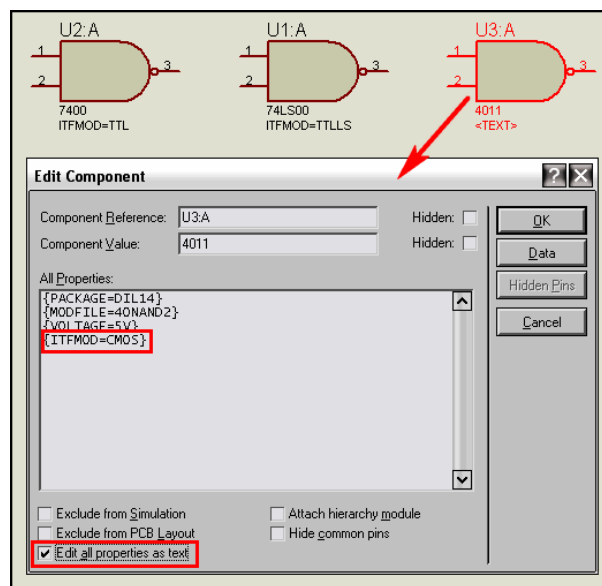 U2:A U1:A U3:A
1 2 3 1 2 3 1 2 3
7400 74LS00 4011
ITFMOD=TTL ITFMOD=TTLLS <TEXT>
Edit Component
Component Reference: U3:A Hidden: OK
Component Value: 4011 Hidden: Data
All Properties: Hidden Pins
{PACKAGE=DIL14} Cancel
{MODFILE=40NAND2}
{VOLTAGE=5V}
{ITFMOD=CMOS}
Exclude from Simulation Attach hierarchy module
Exclude from PCB Layout Hide common pins
Edit all properties as text